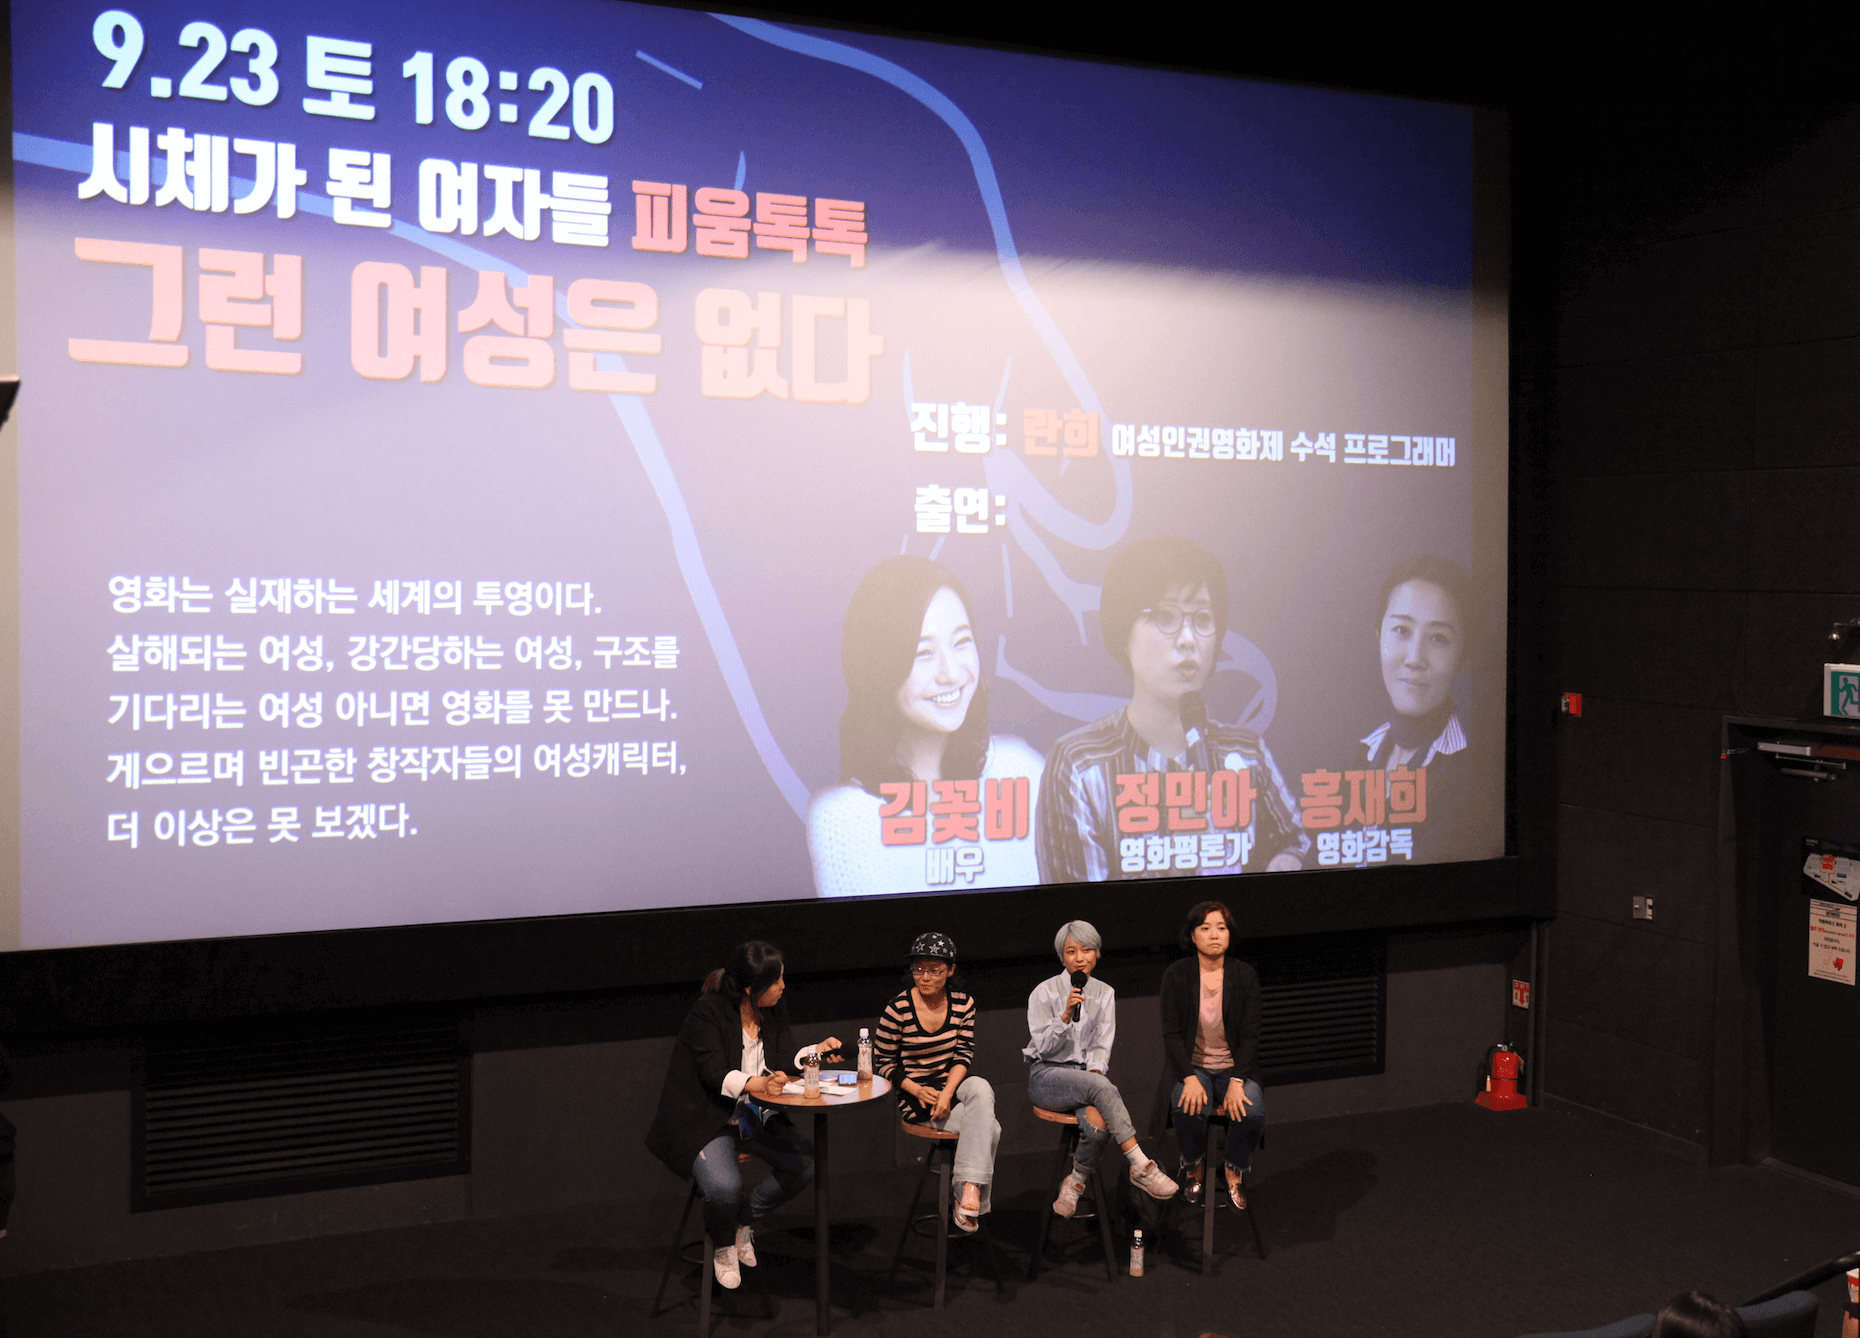 9.23 토 18:20
시체가 된 여자들 피움톡톡
그런 여성은 없다
진행: 란희 여성인권영화제 수석 프로그래머
출연:
영화는 실재하는 세계의 투영이다.
살해되는 여성, 강간당하는 여성, 구조를
기다리는 여성 아니면 영화를 못 만드나.
게으르며 빈곤한 창작자들의 여성캐릭터,
더 이상은 못 보겠다.
김꽃비
배우
정민아
영화평론가
홍재희
영화감독